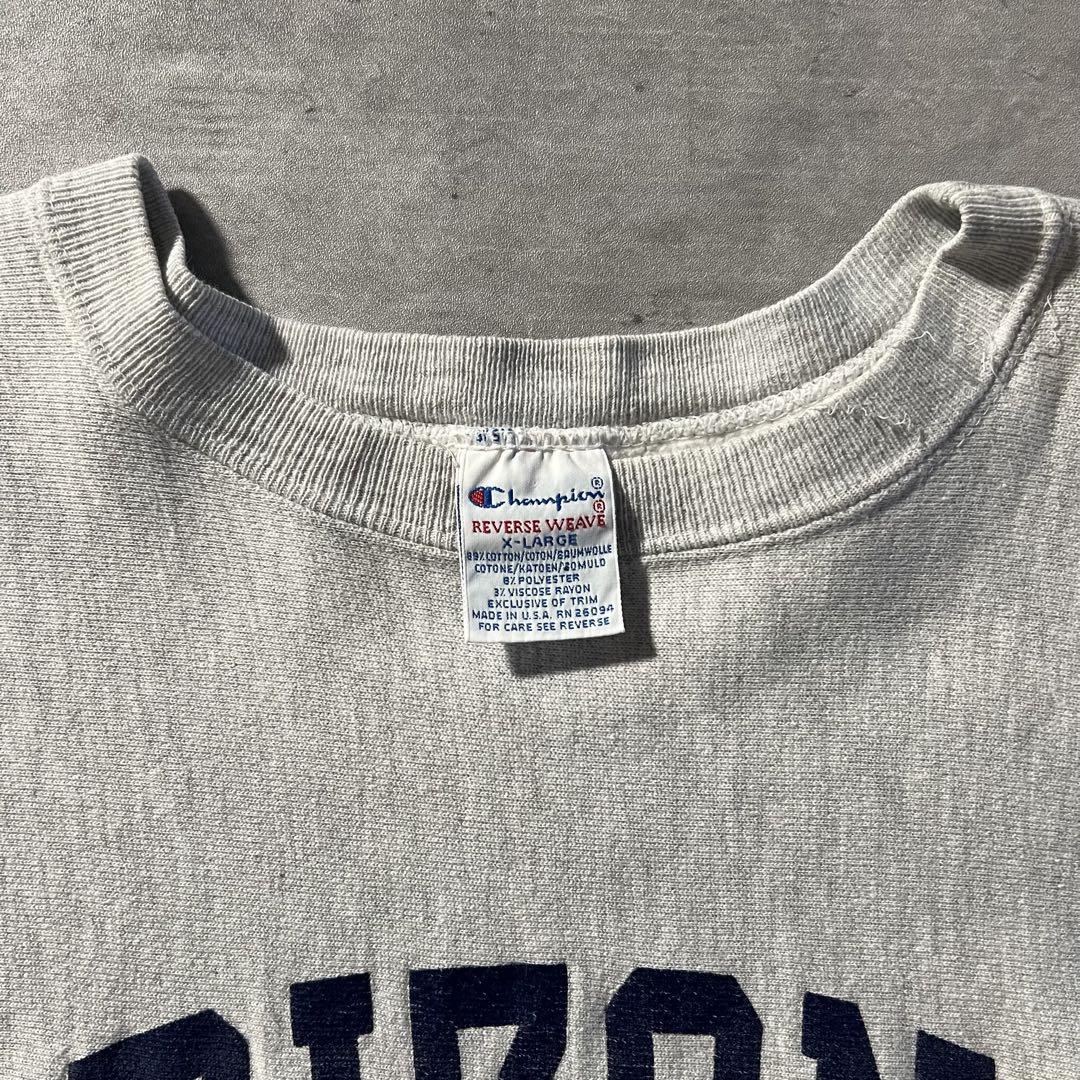 Champion®
REVERSE WEAVE®
X-LARGE
89% COTTON/COTON/BAUMWOLLE
COTONE/KATOEN/BOMULD
8% POLYESTER
3% VISCOSE RAYON
EXCLUSIVE OF TRIM
MADE IN U.S.A. RN 26094
FOR CARE SEE REVERSE